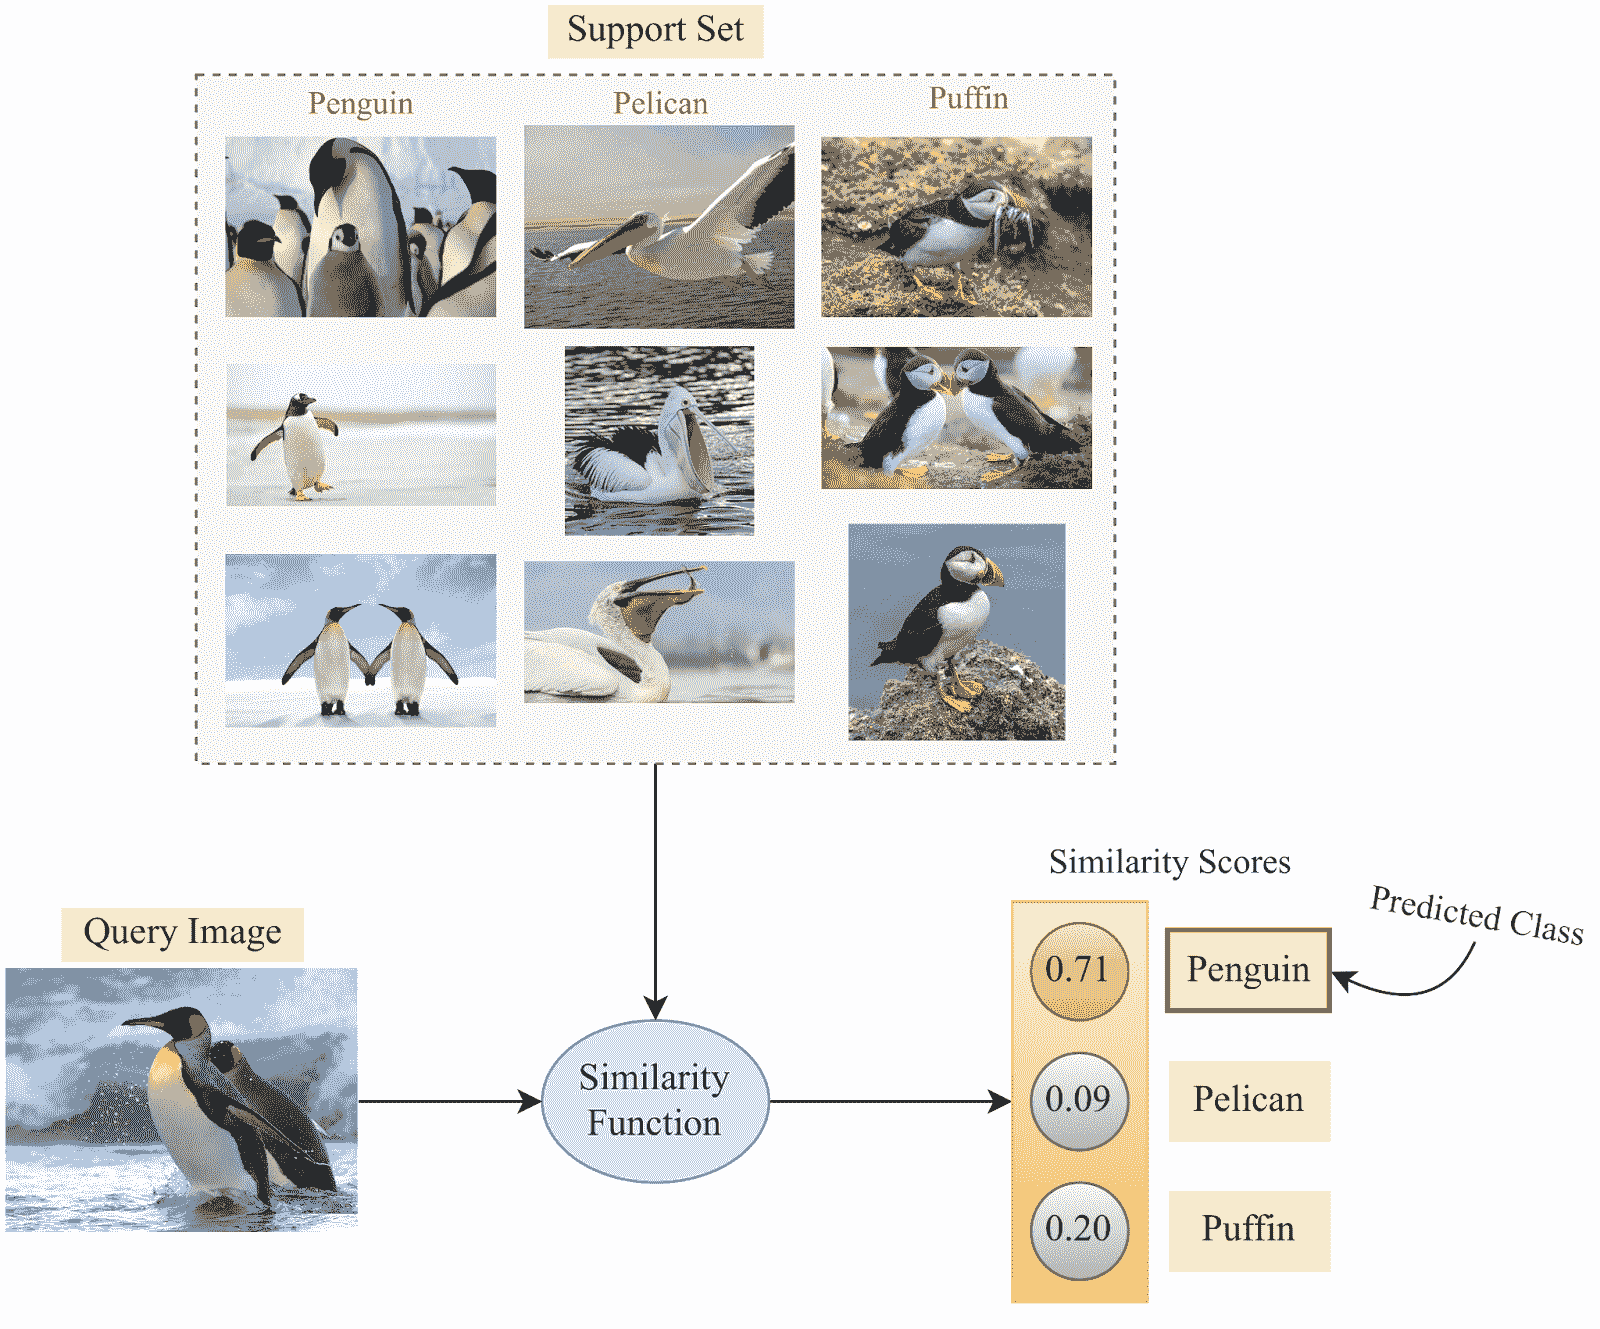 Support Set
Penguin
Pelican
Puffin
Similarity Scores
Predicted Class
Query Image
0.71
Penguin
Similarity
Function
0.09
Pelican
0.20
Puffin